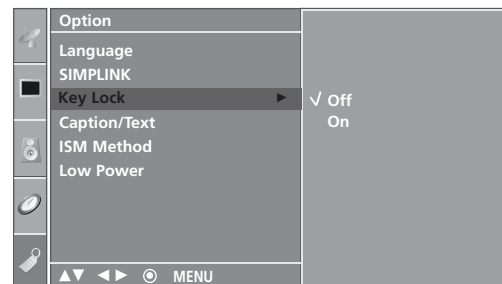 Option
Language
SIMPLINK
Key Lock ►
Caption/Text
ISM Method
Low Power
√ Off
On
▲▼ ◄► ⦿ MENU